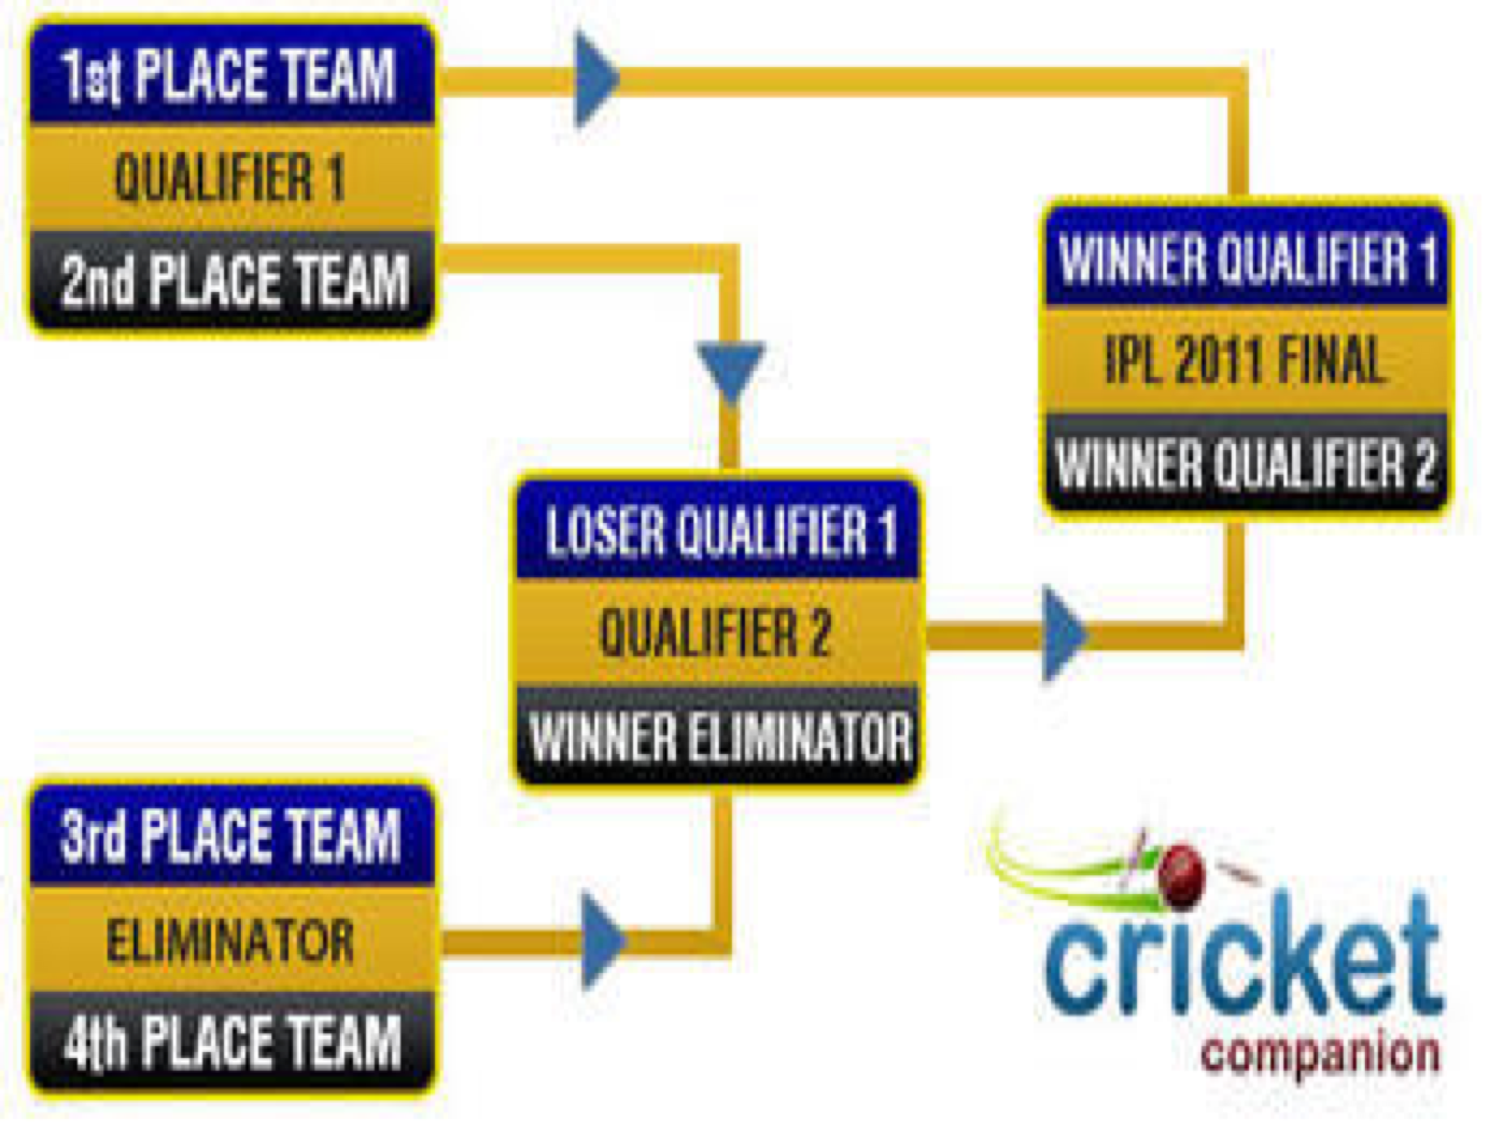 1st PLACE TEAM
QUALIFIER 1
2nd PLACE TEAM
WINNER QUALIFIER 1
IPL 2011 FINAL
WINNER QUALIFIER 2
LOSER QUALIFIER 1
QUALIFIER 2
WINNER ELIMINATOR
3rd PLACE TEAM
ELIMINATOR
4th PLACE TEAM
cricket
companion